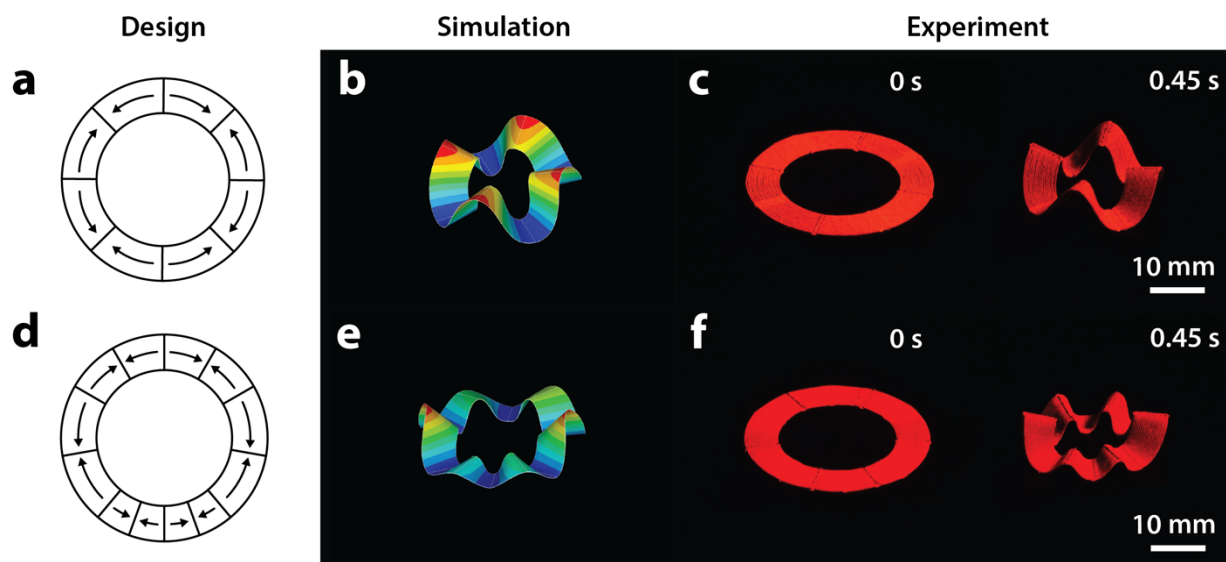 Design
Simulation
Experiment
a
b
c
0 s
0.45 s
10 mm
d
e
f
0 s
0.45 s
10 mm